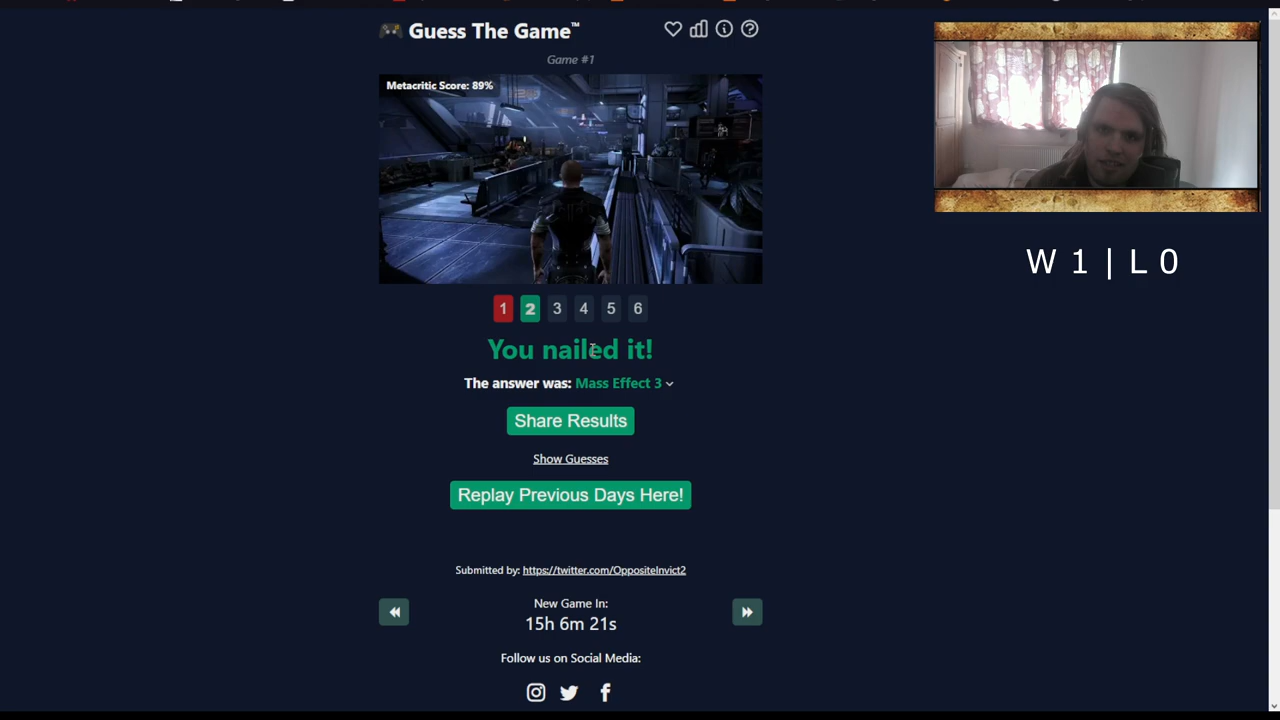 Guess The Game™
Game #1
Metacritic Score: 89%
1 2 3 4 5 6
You nailed it!
The answer was: Mass Effect 3
Share Results
Show Guesses
Replay Previous Days Here!
Submitted by: https://twitter.com/OppositeInvict2
New Game In:
15h 6m 21s
Follow us on Social Media:
W 1 | L 0